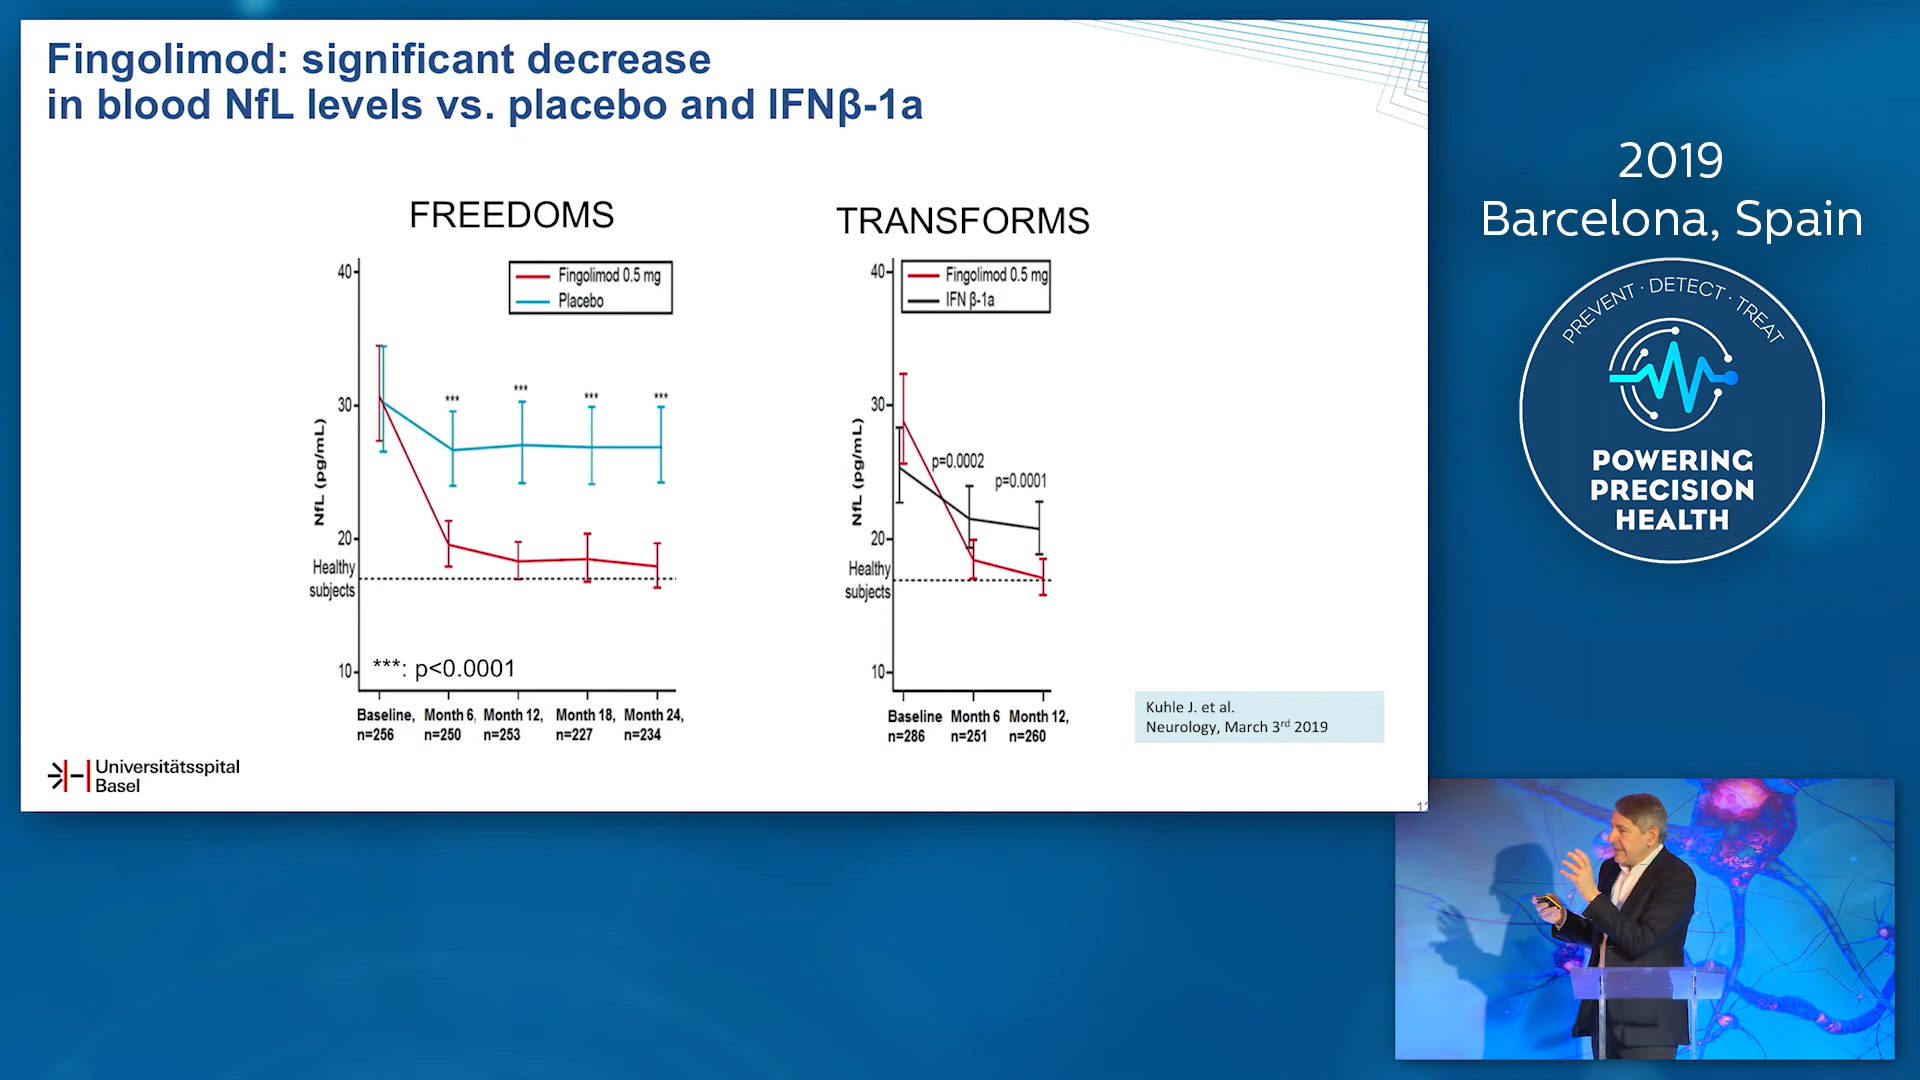 Fingolimod: significant decrease
in blood NfL levels vs. placebo and IFNβ-1a
FREEDOMS
40
Fingolimod 0.5 mg
Placebo
30
***
***
***
***
NfL (pg/mL)
20
Healthy
subjects
10
***: p<0.0001
Baseline, Month 6, Month 12, Month 18, Month 24,
n=256 n=250 n=253 n=227 n=234
TRANSFORMS
40
Fingolimod 0.5 mg
IFN β-1a
30
p=0.0002
p=0.0001
NfL (pg/mL)
20
Healthy
subjects
10
Baseline Month 6 Month 12,
n=286 n=251 n=260
Kuhle J. et al.
Neurology, March 3rd 2019
Universitätsspital
Basel
2019
Barcelona, Spain
PREVENT · DETECT · TREAT
POWERING
PRECISION
HEALTH